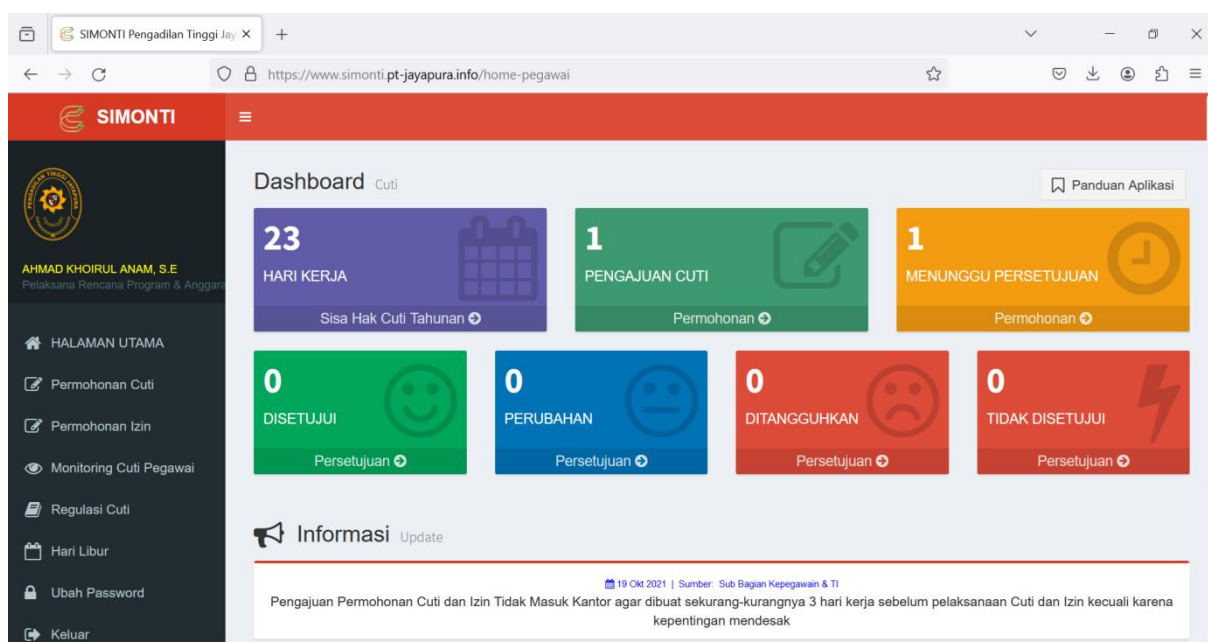 SIMONTI Pengadilan Tinggi Jay
https://www.simonti.pt-jayapura.info/home-pegawai
SIMONTI
PENGADILAN TINGGI JAYAPURA
AHMAD KHOIRUL ANAM, S.E
Pelaksana Rencana Program & Anggara
HALAMAN UTAMA
Permohonan Cuti
Permohonan Izin
Monitoring Cuti Pegawai
Regulasi Cuti
Hari Libur
Ubah Password
Keluar
Dashboard Cuti
Panduan Aplikasi
23
HARI KERJA
Sisa Hak Cuti Tahunan
1
PENGAJUAN CUTI
Permohonan
1
MENUNGGU PERSETUJUAN
Permohonan
0
DISETUJUI
Persetujuan
0
PERUBAHAN
Persetujuan
0
DITANGGUHKAN
Persetujuan
0
TIDAK DISETUJUI
Persetujuan
Informasi Update
19 Okt 2021 | Sumber: Sub Bagian Kepegawain & TI
Pengajuan Permohonan Cuti dan Izin Tidak Masuk Kantor agar dibuat sekurang-kurangnya 3 hari kerja sebelum pelaksanaan Cuti dan Izin kecuali karena
kepentingan mendesak